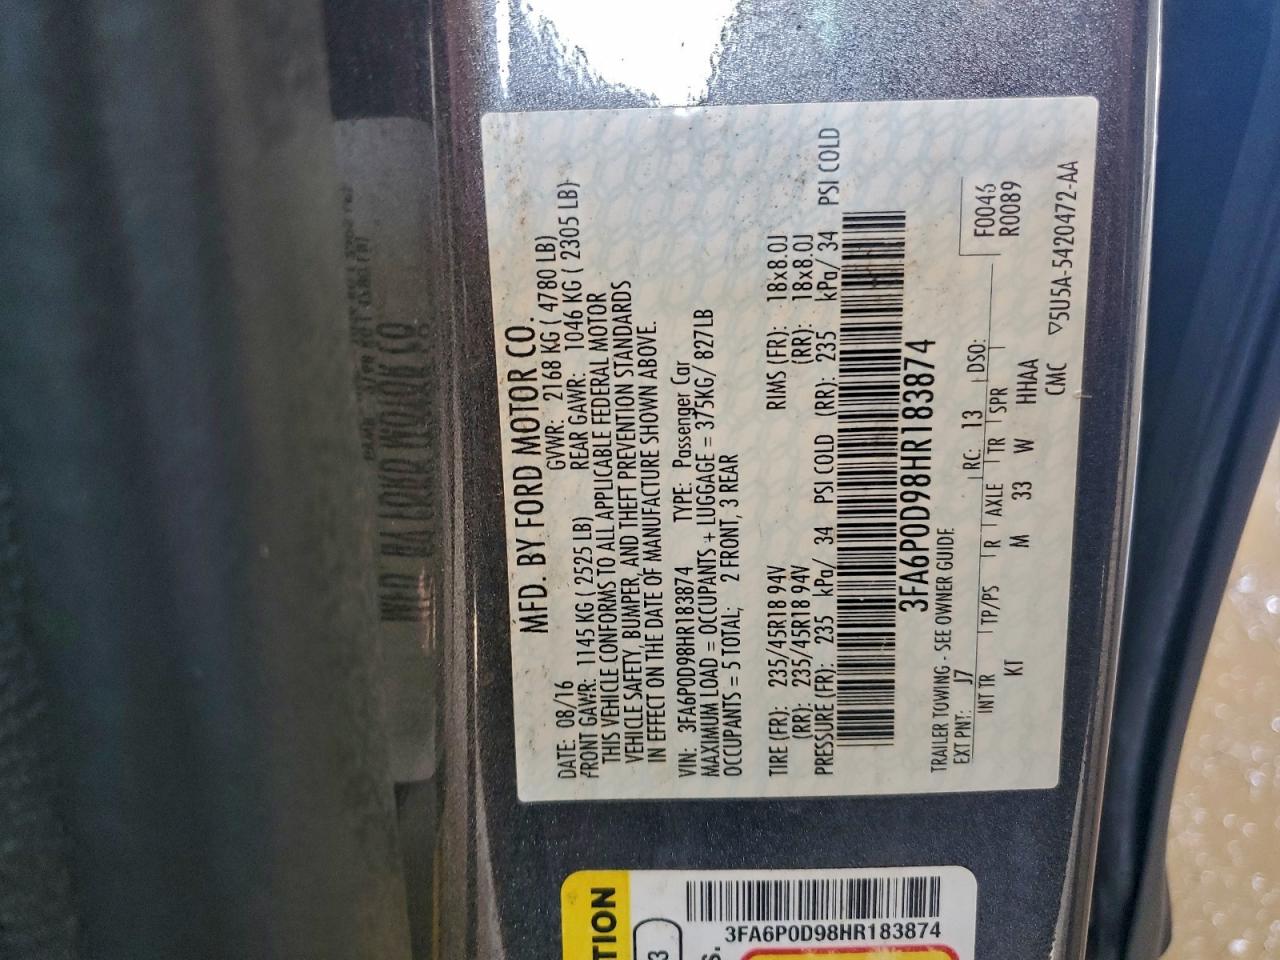 MFD. BY FORD MOTOR CO.
DATE: 08/16 GVWR: 2168 KG ( 4780 LB)
FRONT GAWR: 1145 KG ( 2525 LB) REAR GAWR: 1046 KG ( 2305 LB)
THIS VEHICLE CONFORMS TO ALL APPLICABLE FEDERAL MOTOR
VEHICLE SAFETY, BUMPER, AND THEFT PREVENTION STANDARDS
IN EFFECT ON THE DATE OF MANUFACTURE SHOWN ABOVE.
VIN: 3FA6P0D98HR183874 TYPE: Passenger Car
MAXIMUM LOAD = OCCUPANTS + LUGGAGE = 375KG/ 827LB
OCCUPANTS = 5 TOTAL; 2 FRONT, 3 REAR
TIRE (FR): 235/45R18 94V RIMS (FR): 18x8.0J
(RR): 235/45R18 94V (RR): 18x8.0J
PRESSURE (FR): 235 kPa/ 34 PSI COLD (RR): 235 kPa/ 34 PSI COLD
3FA6P0D98HR183874
TRAILER TOWING - SEE OWNER GUIDE
F0046
R0089
EXT PNT: J7 RC: 13 DSO:
INT TR TP/PS R AXLE TR SPR
KT M 33 W HHAA
CMC ▽5U5A-5420472-AA
TION
3
S.
3FA6P0D98HR183874